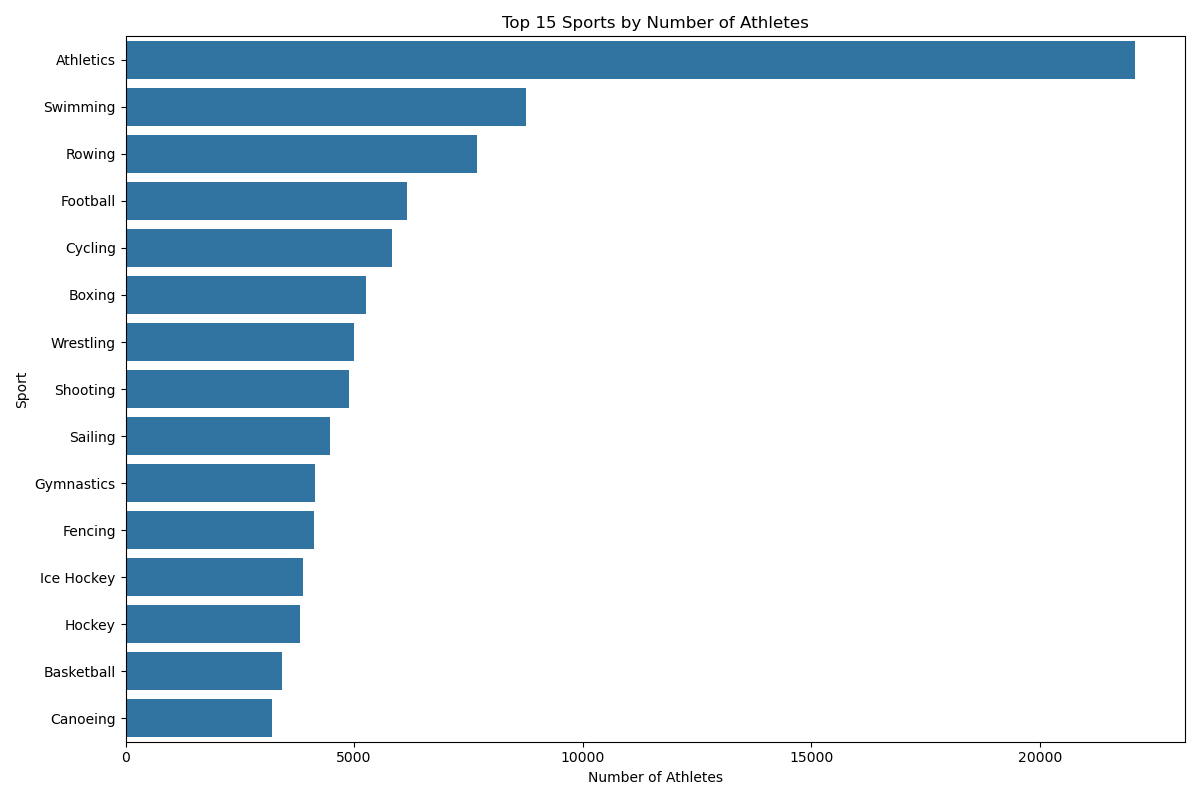 Top 15 Sports by Number of Athletes
Sport
Athletics
Swimming
Rowing
Football
Cycling
Boxing
Wrestling
Shooting
Sailing
Gymnastics
Fencing
Ice Hockey
Hockey
Basketball
Canoeing
0 5000 10000 15000 20000
Number of Athletes